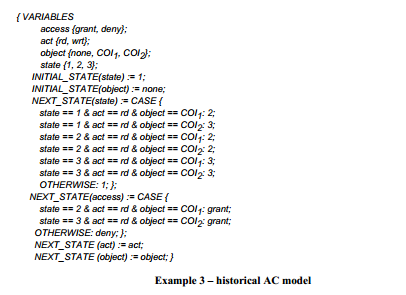 { VARIABLES
access {grant, deny};
act {rd, wrt};
object {none, COI1, COI2};
state {1, 2, 3};
INITIAL_STATE(state) := 1;
INITIAL_STATE(object) := none;
NEXT_STATE(state) := CASE {
state == 1 & act == rd & object == COI1: 2;
state == 1 & act == rd & object == COI2: 3;
state == 2 & act == rd & object == COI1: 2;
state == 2 & act == rd & object == COI2: 2;
state == 3 & act == rd & object == COI1: 3;
state == 3 & act == rd & object == COI2: 3;
OTHERWISE: 1; };
NEXT_STATE(access) := CASE {
state == 2 & act == rd & object == COI1: grant;
state == 3 & act == rd & object == COI2: grant;
OTHERWISE: deny; };
NEXT_STATE (act) := act;
NEXT_STATE (object) := object; }
Example 3 – historical AC model